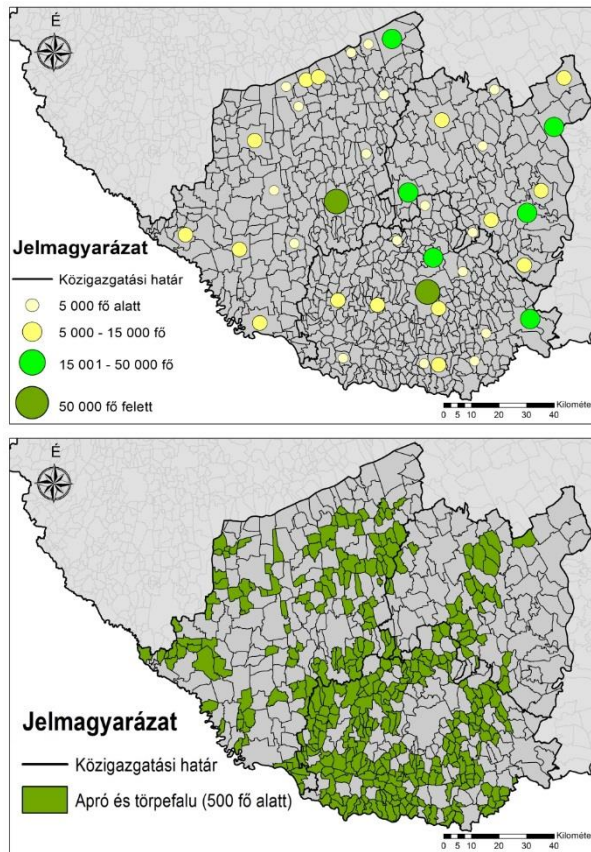 É
Jelmagyarázat
Közigazgatási határ
5 000 fő alatt
5 000 - 15 000 fő
15 001 - 50 000 fő
50 000 fő felett
Kilométe
0 5 10 20 30 40
É
Jelmagyarázat
Közigazgatási határ
Apró és törpefalu (500 fő alatt)
Kilométe
0 5 10 20 30 40